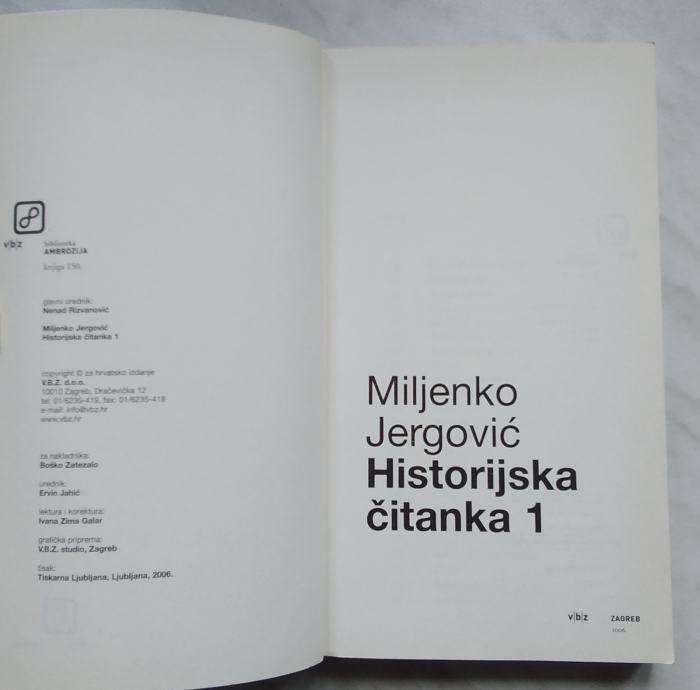 v|b|z
biblioteka
AMBROZIJA
knjiga 150.
glavni urednik:
Nenad Rizvanović
Miljenko Jergović
Historijska čitanka 1
copyright © za hrvatsko izdanje
V.B.Z. d.o.o.
10010 Zagreb, Dračevička 12
tel: 01/6235-419, fax: 01/6235-418
e-mail: info@vbz.hr
www.vbz.hr
za nakladnika:
Boško Zatezalo
urednik:
Ervin Jahić
lektura i korektura:
Ivana Zima Galar
grafička priprema:
V.B.Z. studio, Zagreb
tisak:
Tiskarna Ljubljana, Ljubljana, 2006.
Miljenko
Jergović
Historijska
čitanka 1
v|b|z ZAGREB
2006.